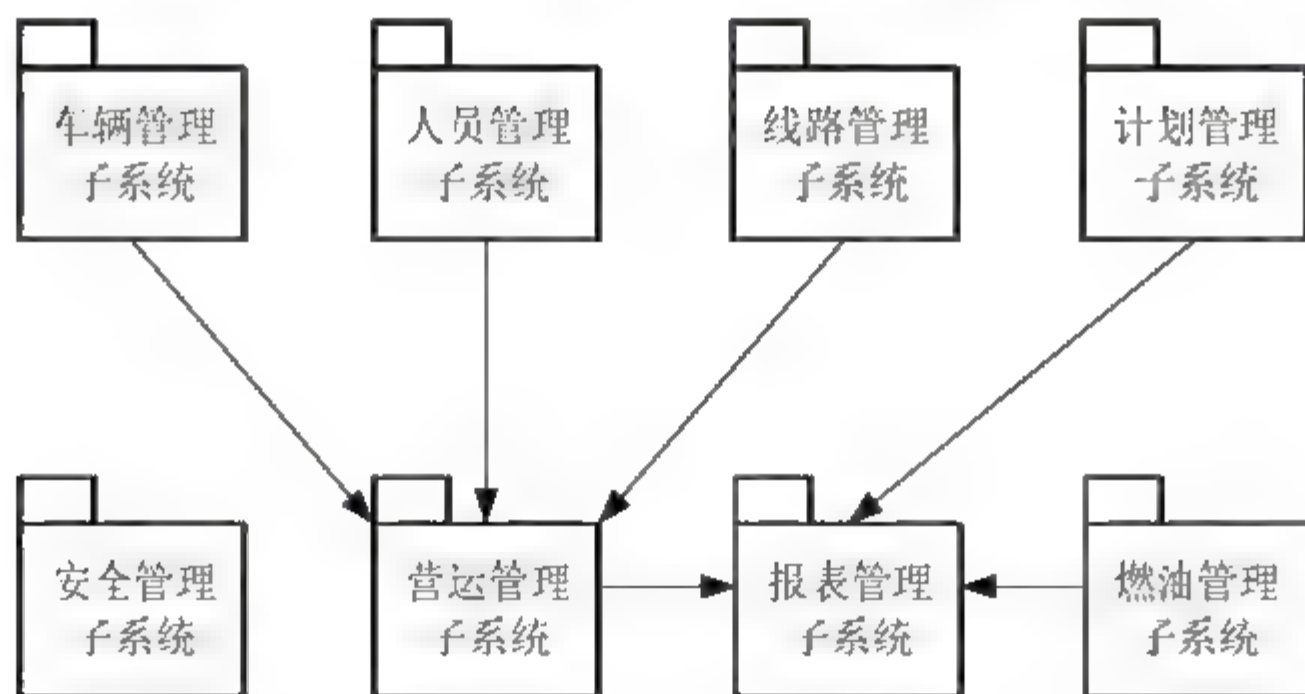 车辆管理
子系统
人员管理
子系统
线路管理
子系统
计划管理
子系统
安全管理
子系统
营运管理
子系统
报表管理
子系统
燃油管理
子系统